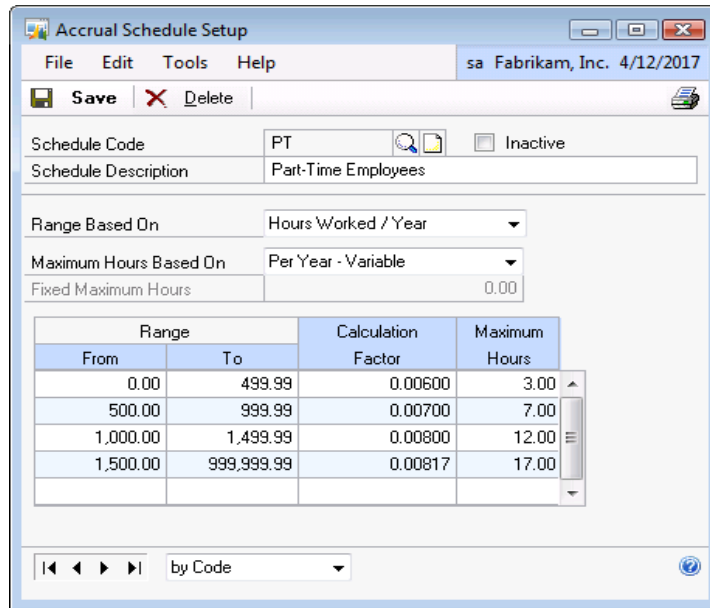 Accrual Schedule Setup
File Edit Tools Help sa Fabrikam, Inc. 4/12/2017
Save Delete
Schedule Code PT Inactive
Schedule Description Part-Time Employees
Range Based On Hours Worked / Year
Maximum Hours Based On Per Year - Variable
Fixed Maximum Hours 0.00
Range Calculation Maximum
From To Factor Hours
0.00 499.99 0.00600 3.00
500.00 999.99 0.00700 7.00
1,000.00 1,499.99 0.00800 12.00
1,500.00 999,999.99 0.00817 17.00
by Code